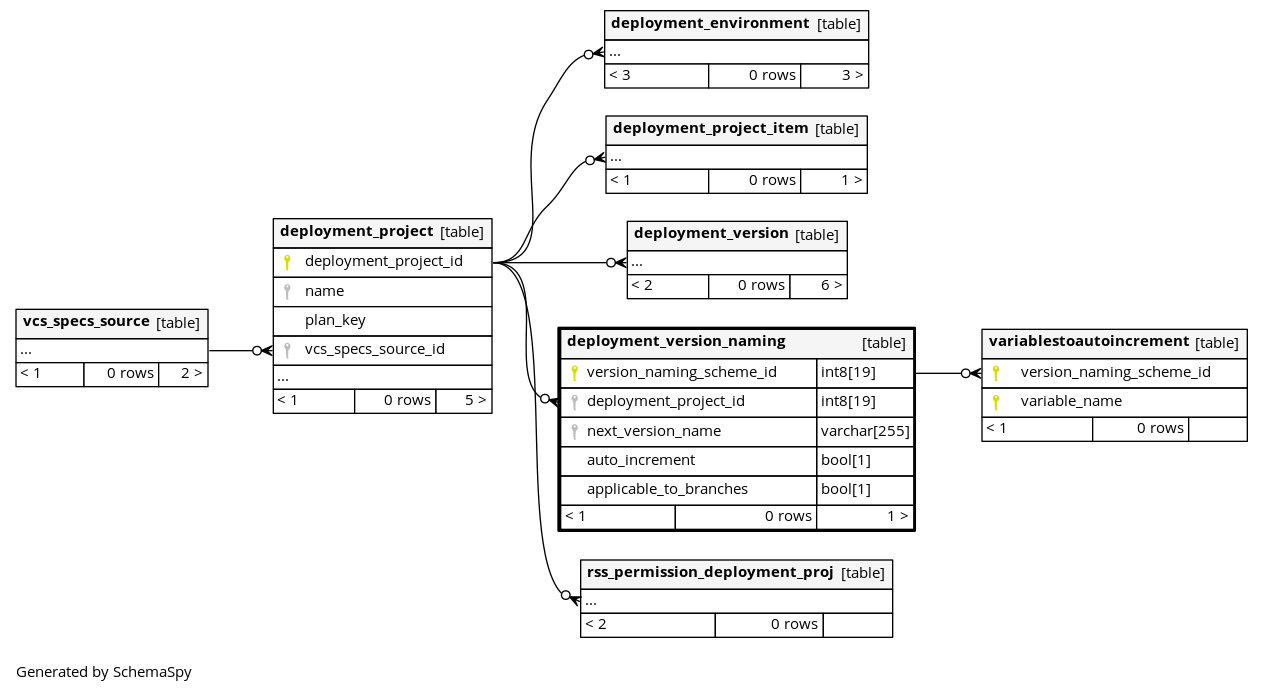 deployment_environment [table]
...
< 3 0 rows 3 >
deployment_project_item [table]
...
< 1 0 rows 1 >
deployment_version [table]
...
< 2 0 rows 6 >
deployment_project [table]
deployment_project_id
name
plan_key
vcs_specs_source_id
...
< 1 0 rows 5 >
vcs_specs_source [table]
...
< 1 0 rows 2 >
deployment_version_naming [table]
version_naming_scheme_id int8[19]
deployment_project_id int8[19]
next_version_name varchar[255]
auto_increment bool[1]
applicable_to_branches bool[1]
< 1 0 rows 1 >
variablestoautoincrement [table]
version_naming_scheme_id
variable_name
< 1 0 rows
rss_permission_deployment_proj [table]
...
< 2 0 rows
Generated by SchemaSpy